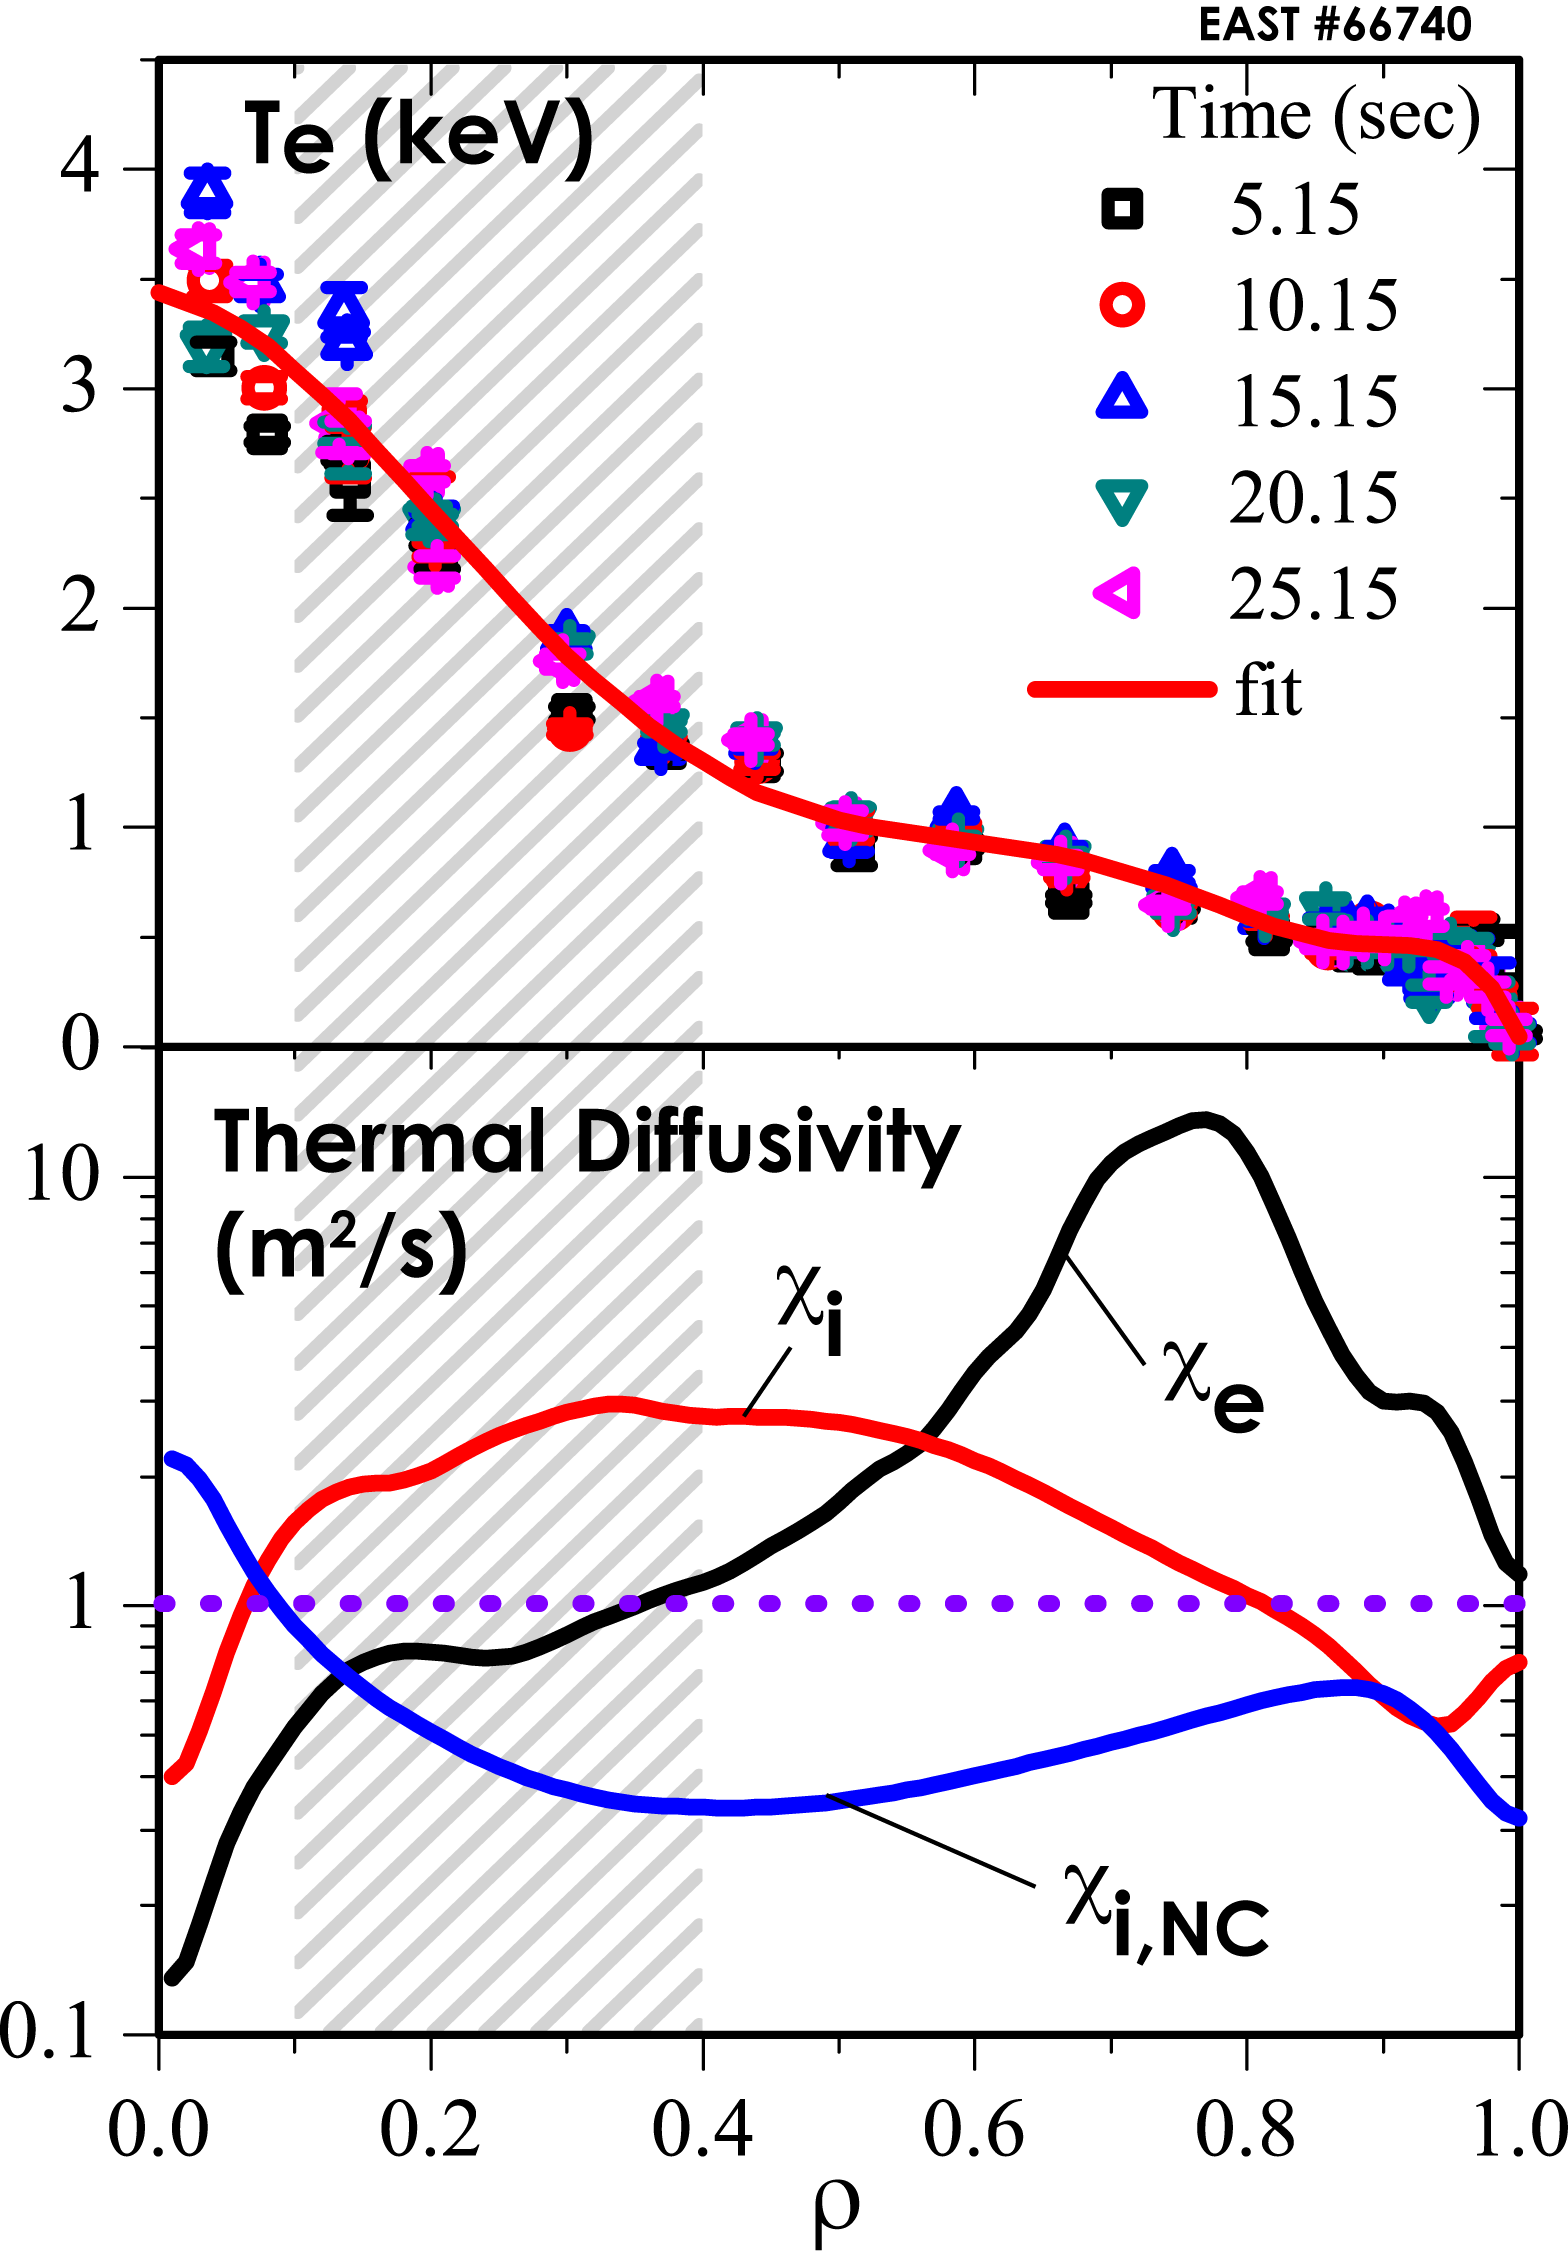 EAST #66740
Te (keV)
Time (sec)
5.15
10.15
15.15
20.15
25.15
fit
4
3
2
1
0
Thermal Diffusivity
(m²/s)
χi
χe
χi,NC
10
1
0.1
0.0 0.2 0.4 0.6 0.8 1.0
ρ